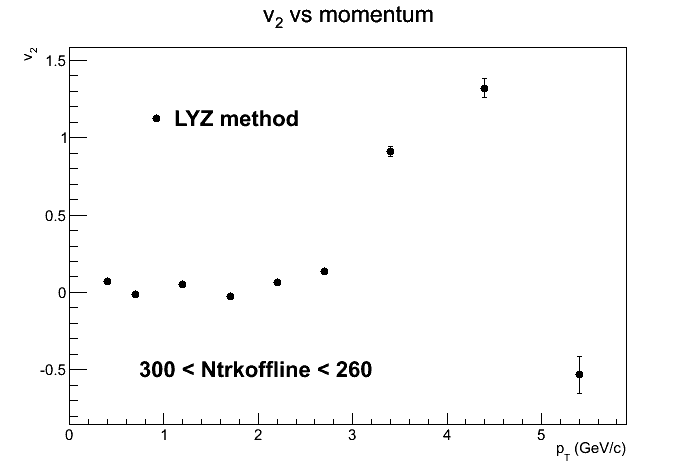 v2 vs momentum
v2
1.5
LYZ method
1
0.5
0
-0.5
300 < Ntrkoffline < 260
0 1 2 3 4 5
pT (GeV/c)